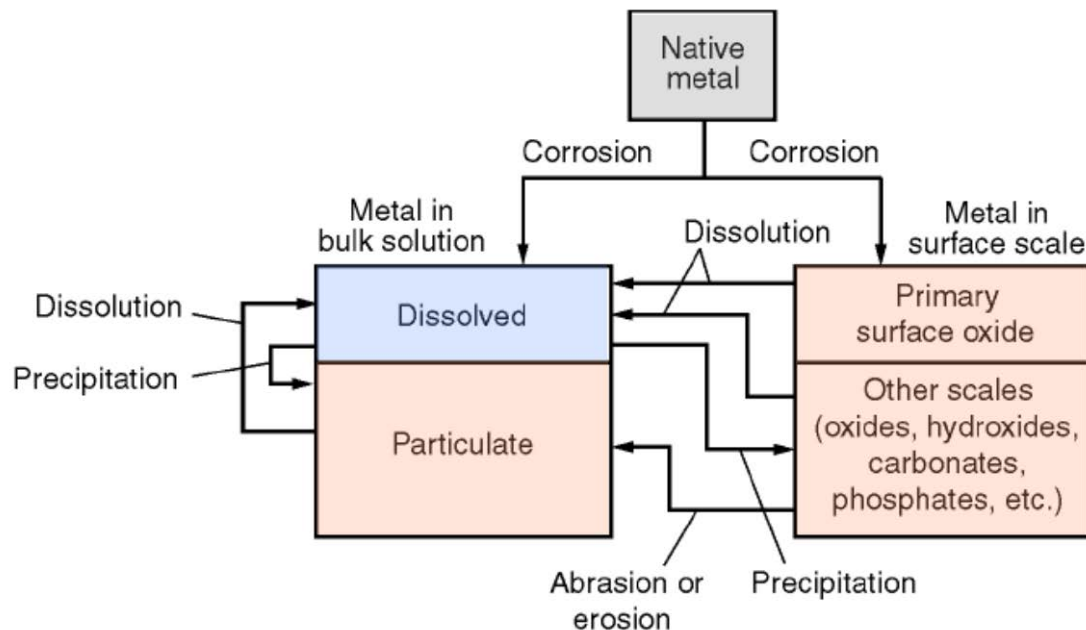 Native
metal
Corrosion
Corrosion
Metal in
bulk solution
Dissolution
Metal in
surface scale
Dissolution
Precipitation
Dissolved
Particulate
Primary
surface oxide
Other scales
(oxides, hydroxides,
carbonates,
phosphates, etc.)
Abrasion or
erosion
Precipitation